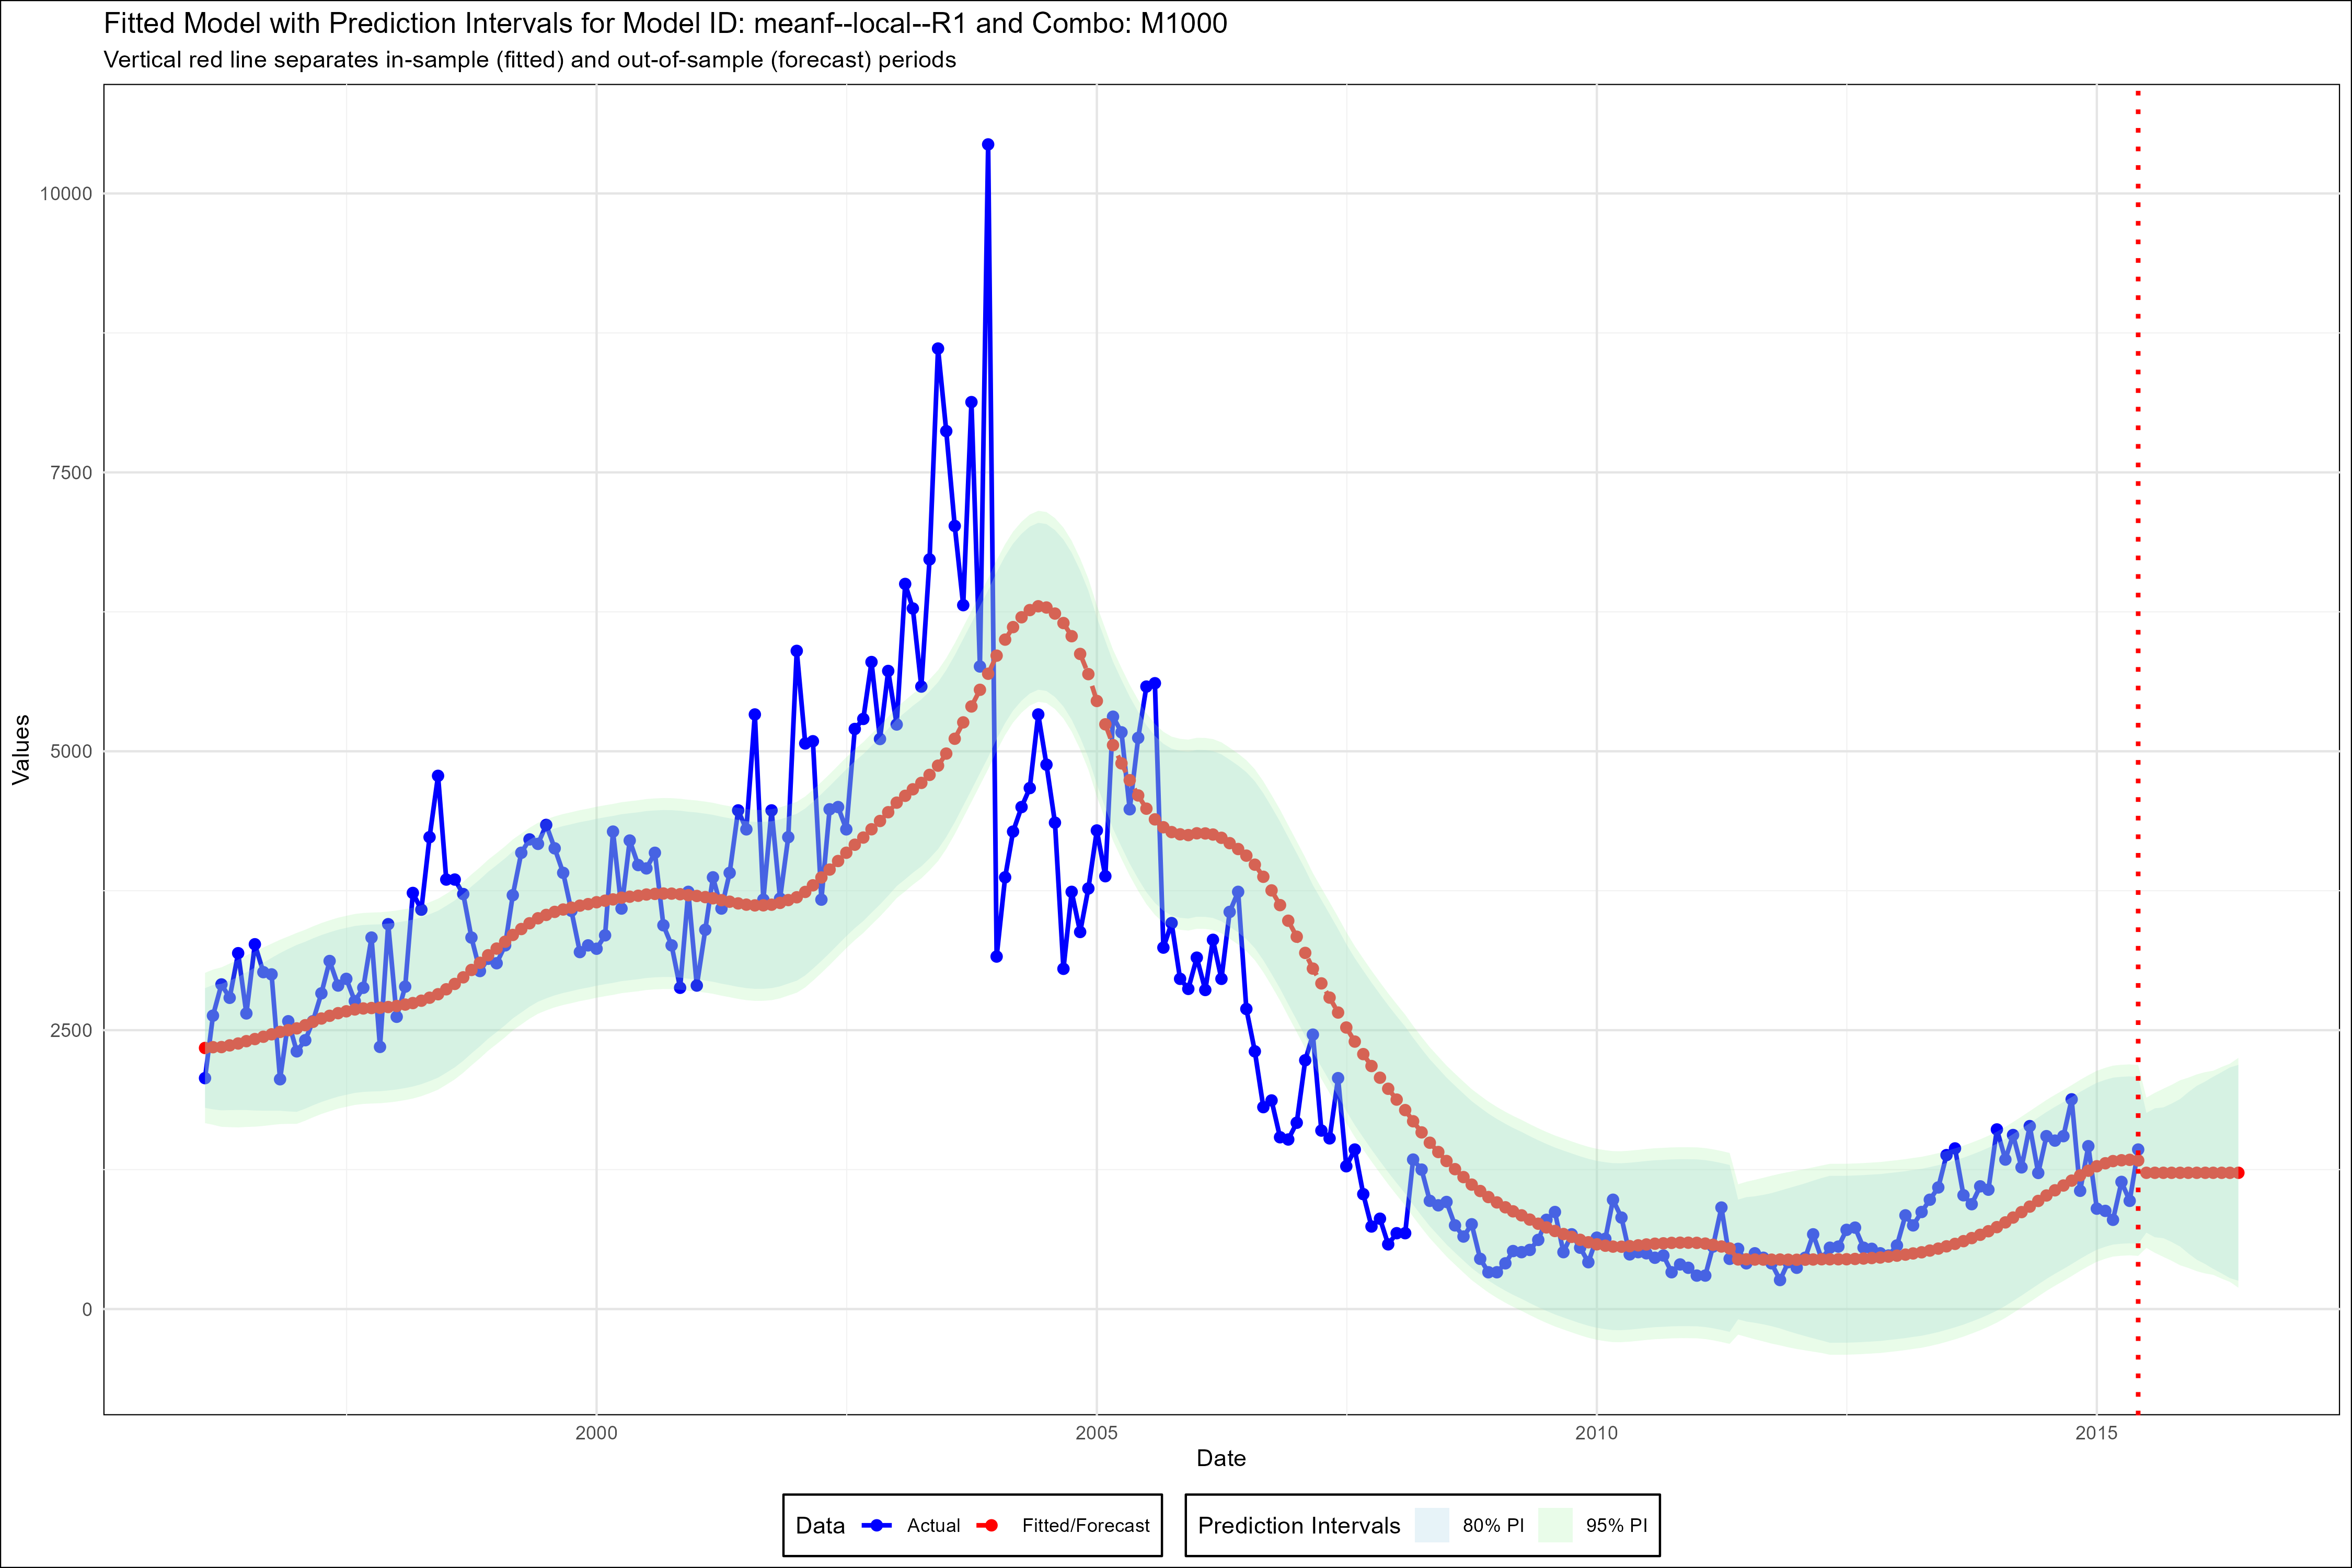 Fitted Model with Prediction Intervals for Model ID: meanf--local--R1 and Combo: M1000
Vertical red line separates in-sample (fitted) and out-of-sample (forecast) periods
10000
7500
5000
2500
0
Values
2000 2005 2010 2015
Date
Data Actual Fitted/Forecast Prediction Intervals 80% PI 95% PI